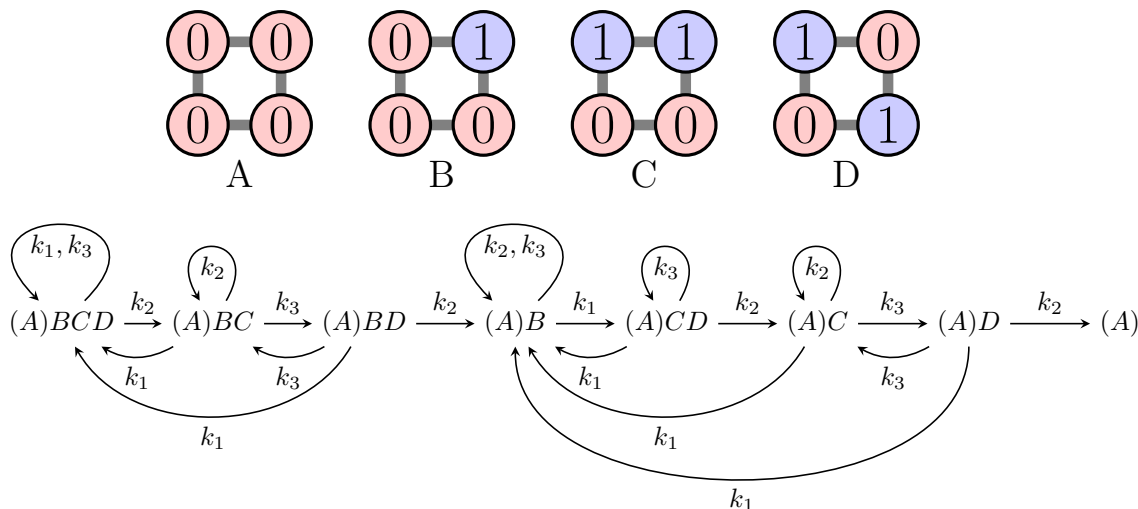 0 0 0 1 1 1 1 0
0 0 0 0 0 0 0 1
A B C D
k₁, k₃ k₂ k₂, k₃ k₃ k₂
(A)BCD k₂ (A)BC k₃ (A)BD k₂ (A)B k₁ (A)CD k₂ (A)C k₃ (A)D k₂ (A)
k₁ k₃ k₁ k₃
k₁ k₁
k₁